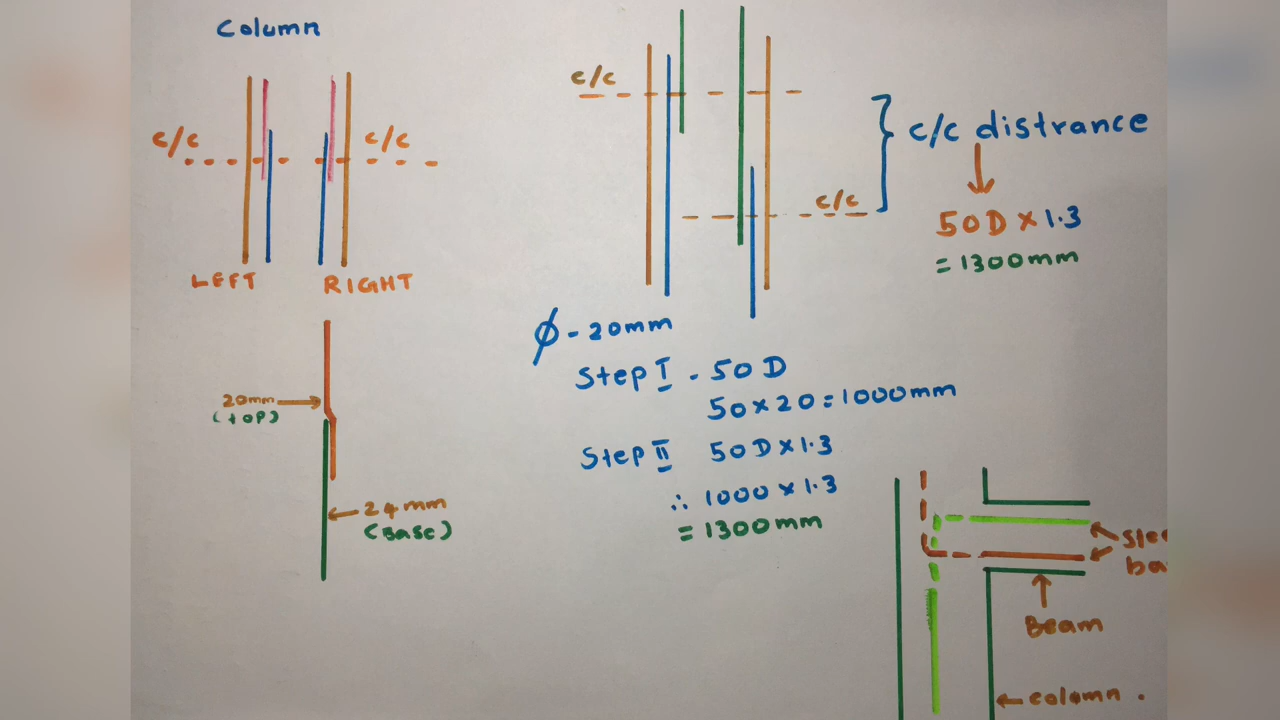 Column
c/c
c/c
LEFT
RIGHT
20mm
(top)
24mm
(Base)
c/c
c/c
c/c distrance
50D × 1.3
= 1300mm
ϕ - 20mm
Step I - 50D
50 × 20 = 1000mm
Step II 50D × 1.3
∴ 1000 × 1.3
= 1300mm
Beam
column .